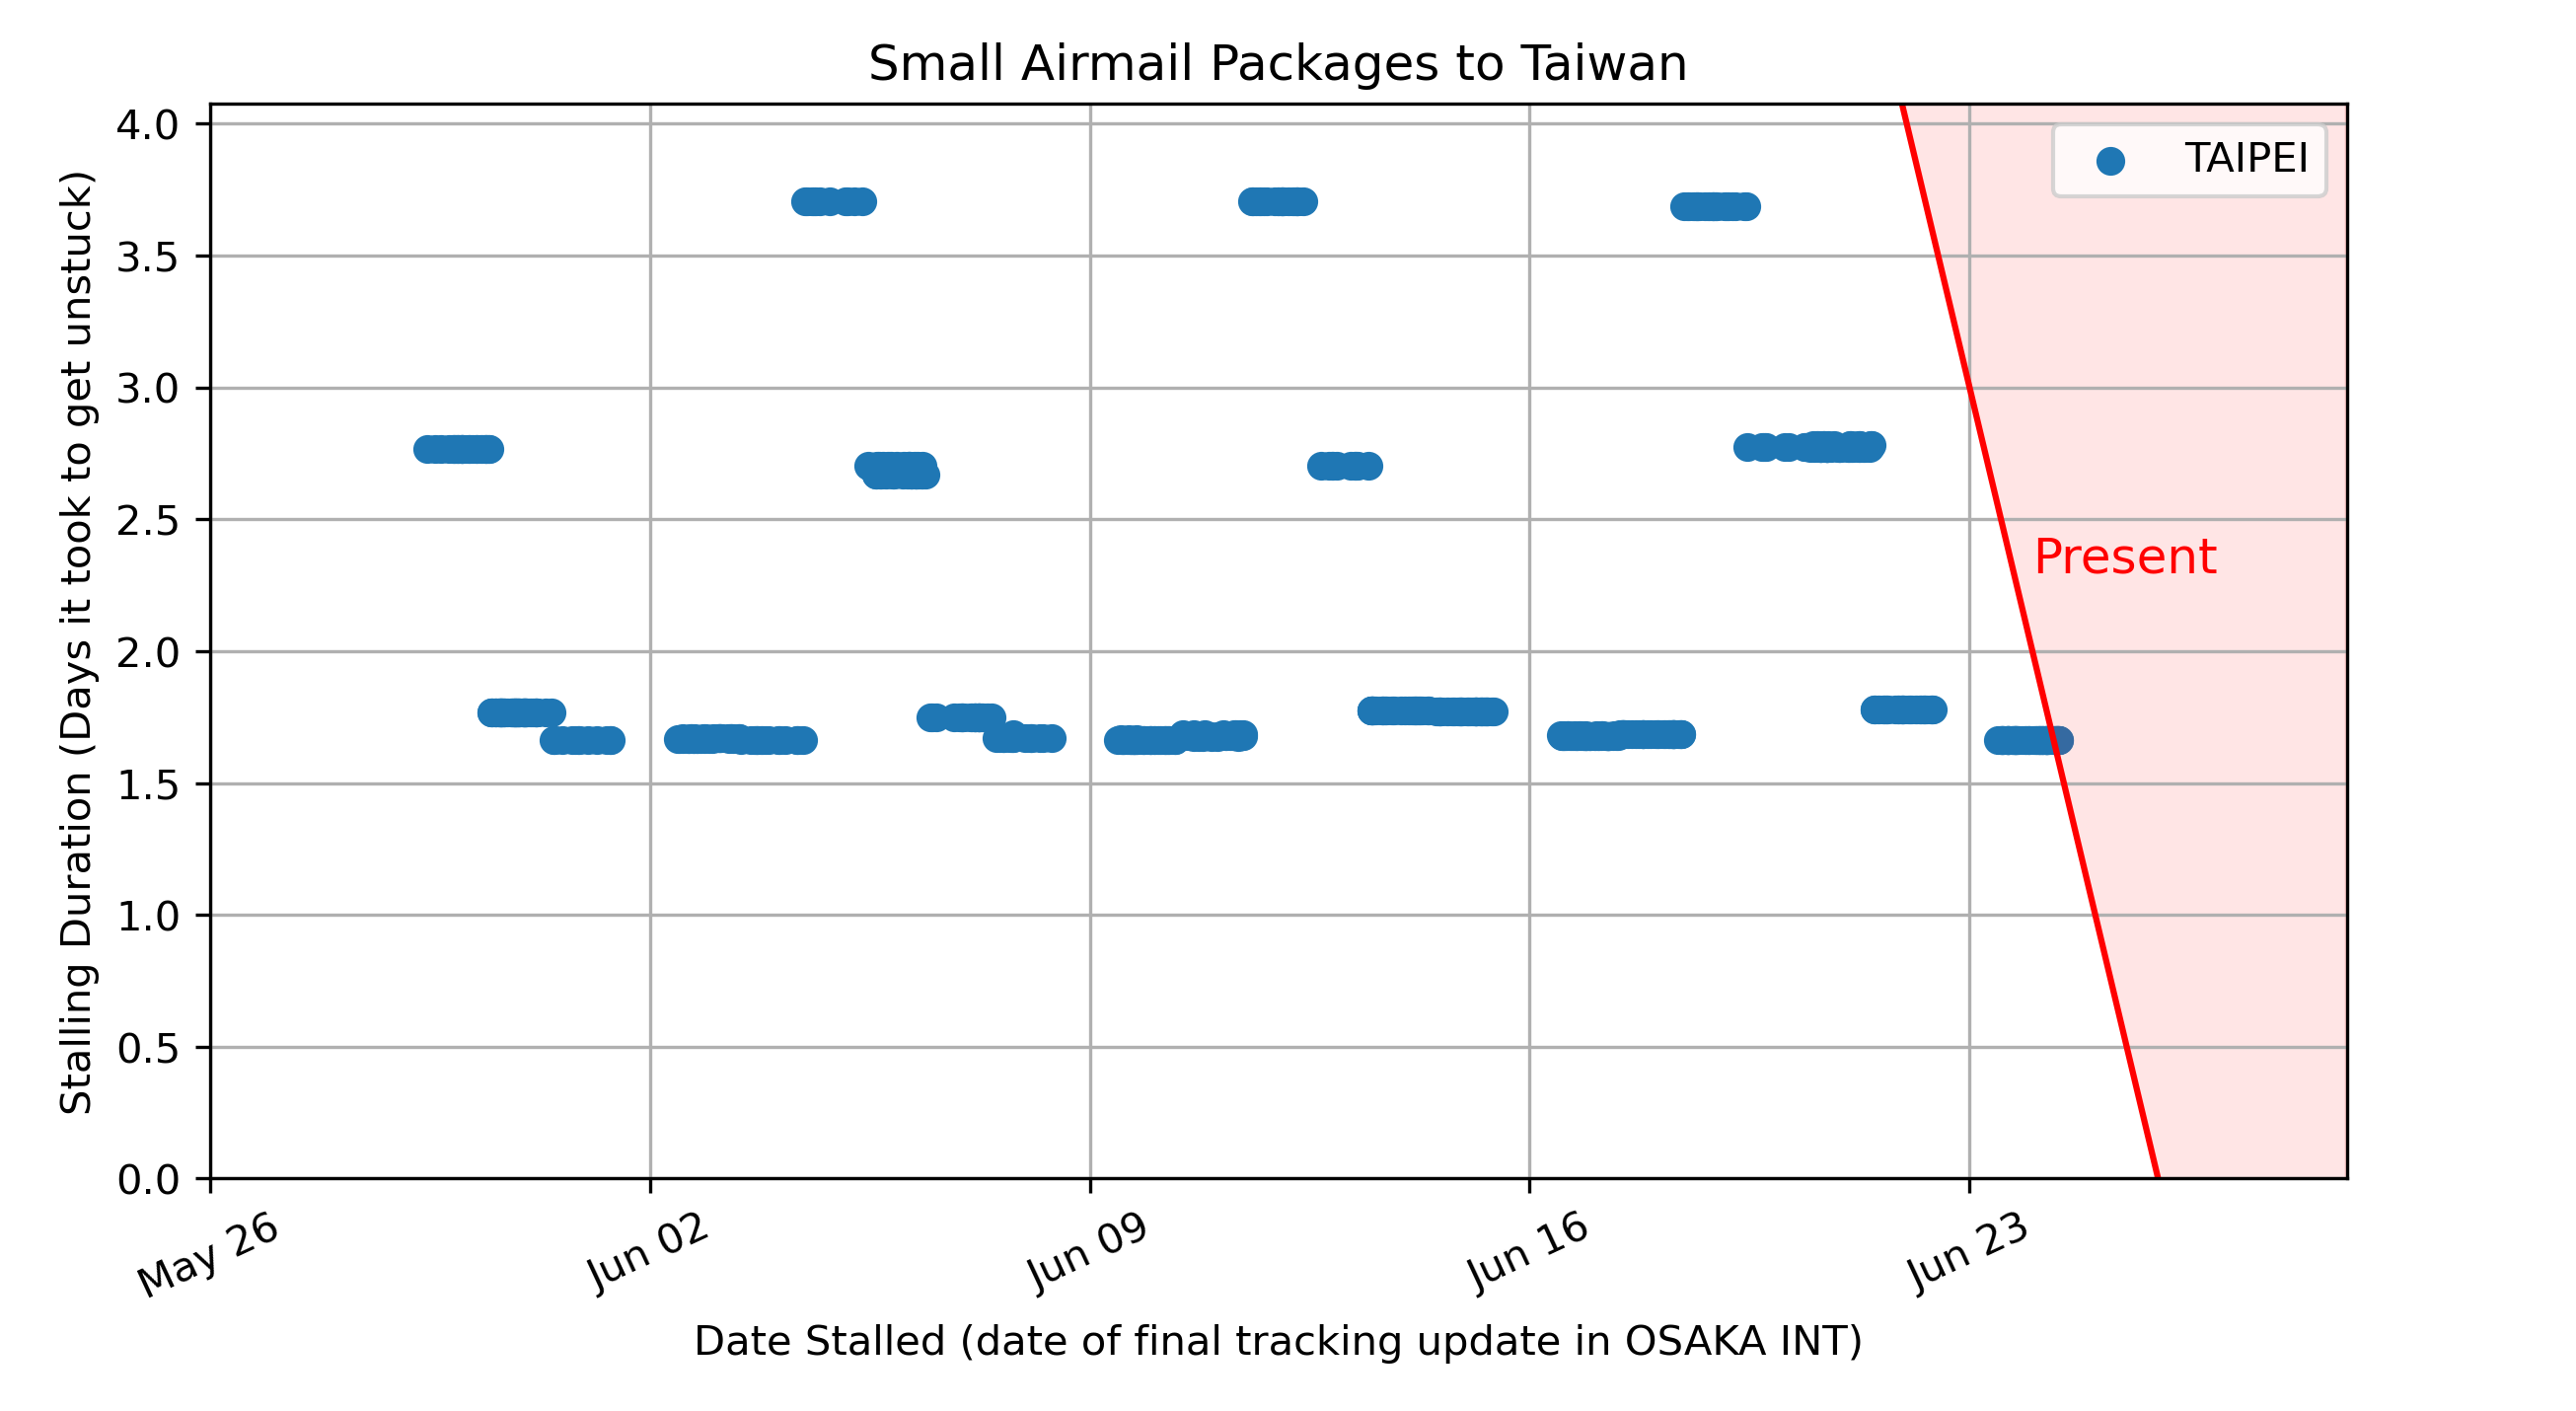 Small Airmail Packages to Taiwan
TAIPEI
Present
Stalling Duration (Days it took to get unstuck)
4.0
3.5
3.0
2.5
2.0
1.5
1.0
0.5
0.0
May 26
Jun 02
Jun 09
Jun 16
Jun 23
Date Stalled (date of final tracking update in OSAKA INT)